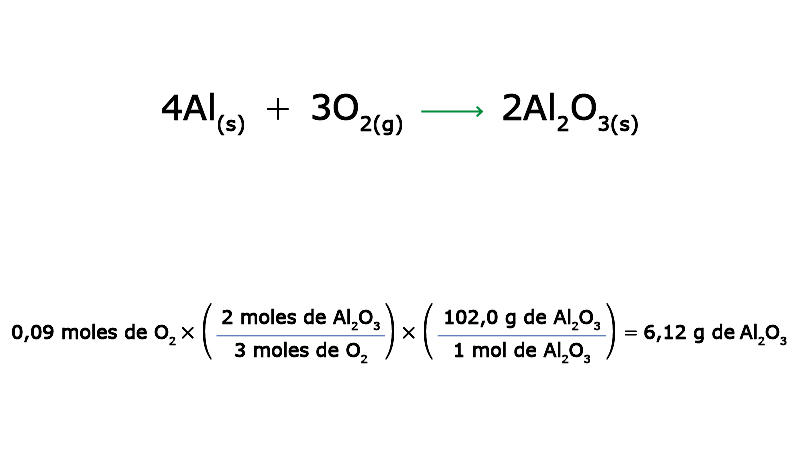 4Al(s) + 3O2(g) ⟶ 2Al2O3(s)
0,09 moles de O2 × ( 2 moles de Al2O3 / 3 moles de O2 ) × ( 102,0 g de Al2O3 / 1 mol de Al2O3 ) = 6,12 g de Al2O3